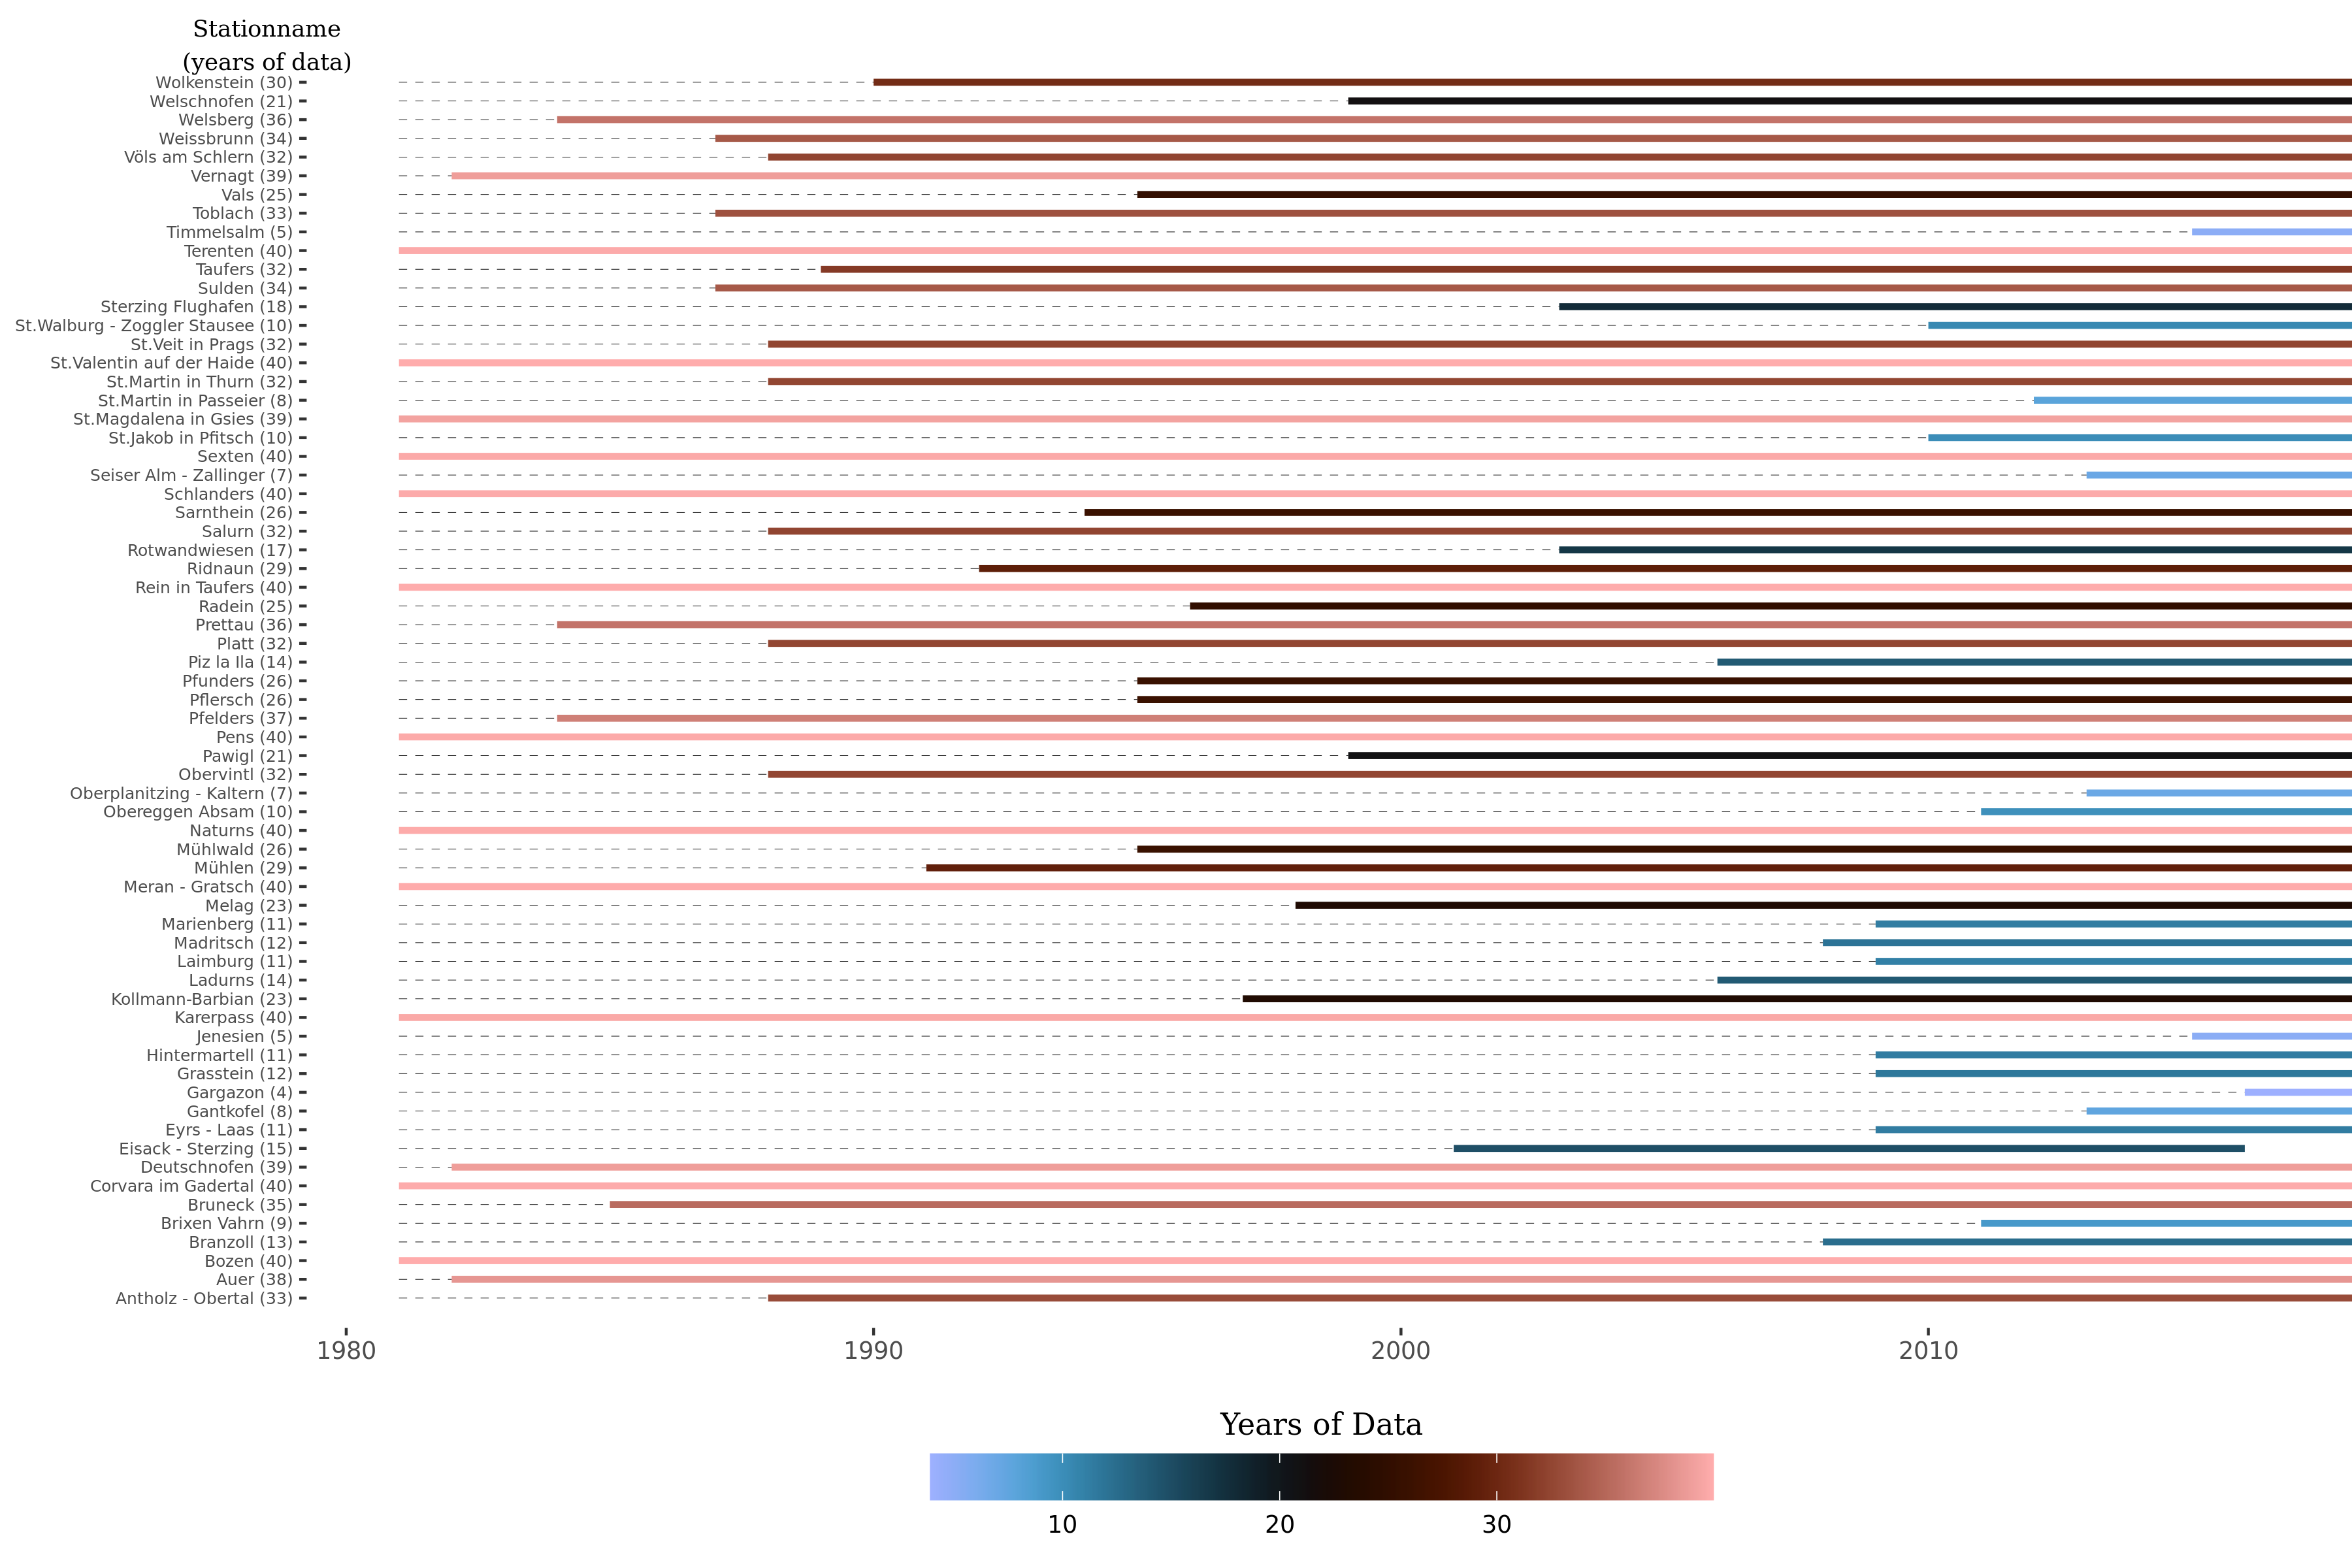 Stationname
(years of data)
Wolkenstein (30)
Welschnofen (21)
Welsberg (36)
Weissbrunn (34)
Völs am Schlern (32)
Vernagt (39)
Vals (25)
Toblach (33)
Timmelsalm (5)
Terenten (40)
Taufers (32)
Sulden (34)
Sterzing Flughafen (18)
St.Walburg - Zoggler Stausee (10)
St.Veit in Prags (32)
St.Valentin auf der Haide (40)
St.Martin in Thurn (32)
St.Martin in Passeier (8)
St.Magdalena in Gsies (39)
St.Jakob in Pfitsch (10)
Sexten (40)
Seiser Alm - Zallinger (7)
Schlanders (40)
Sarnthein (26)
Salurn (32)
Rotwandwiesen (17)
Ridnaun (29)
Rein in Taufers (40)
Radein (25)
Prettau (36)
Platt (32)
Piz la Ila (14)
Pfunders (26)
Pflersch (26)
Pfelders (37)
Pens (40)
Pawigl (21)
Obervintl (32)
Oberplanitzing - Kaltern (7)
Obereggen Absam (10)
Naturns (40)
Mühlwald (26)
Mühlen (29)
Meran - Gratsch (40)
Melag (23)
Marienberg (11)
Madritsch (12)
Laimburg (11)
Ladurns (14)
Kollmann-Barbian (23)
Karerpass (40)
Jenesien (5)
Hintermartell (11)
Grasstein (12)
Gargazon (4)
Gantkofel (8)
Eyrs - Laas (11)
Eisack - Sterzing (15)
Deutschnofen (39)
Corvara im Gadertal (40)
Bruneck (35)
Brixen Vahrn (9)
Branzoll (13)
Bozen (40)
Auer (38)
Antholz - Obertal (33)
1980 1990 2000 2010
Years of Data
10 20 30